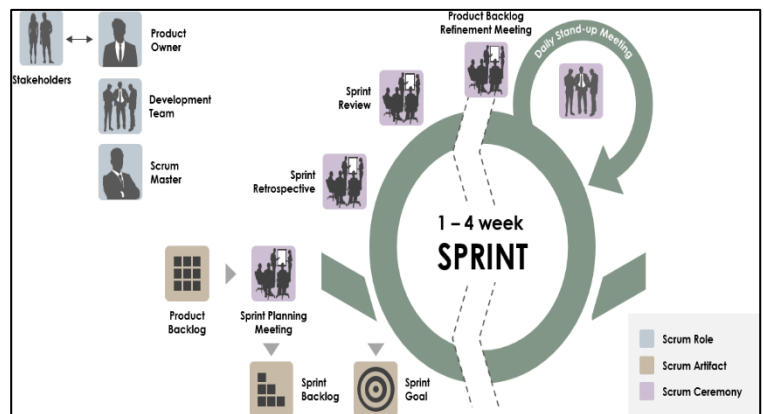 Product Backlog
Refinement Meeting
Daily Stand-up Meeting
Product
Owner
Stakeholders
Sprint
Review
Development
Team
Sprint
Retrospective
Scrum
Master
1 – 4 week
SPRINT
Product
Backlog
Sprint Planning
Meeting
Sprint
Backlog
Sprint
Goal
Scrum Role
Scrum Artifact
Scrum Ceremony